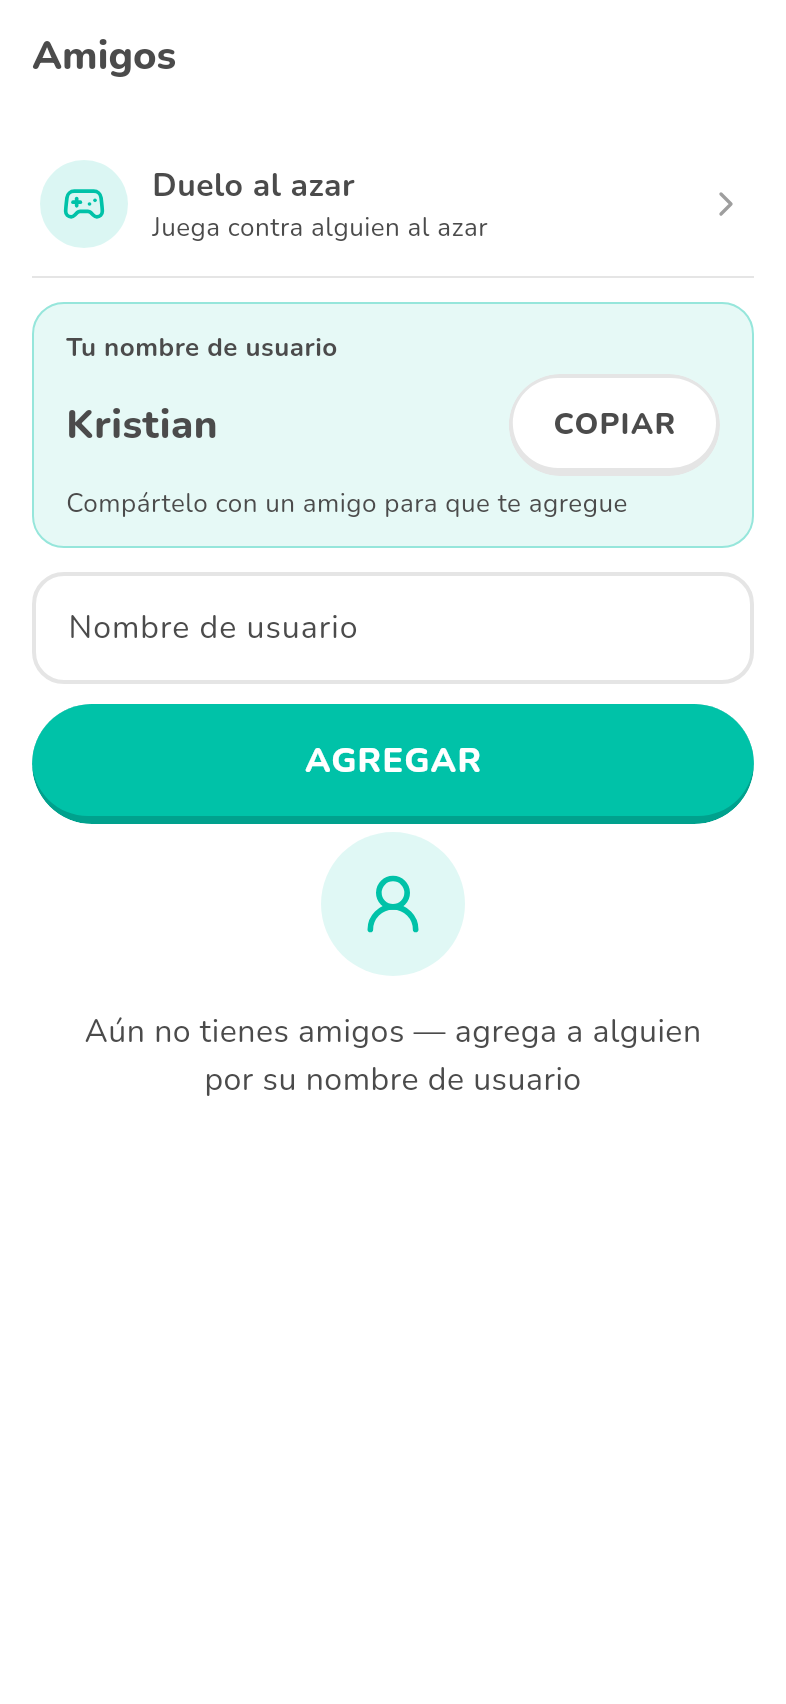 Amigos
Duelo al azar
Juega contra alguien al azar
Tu nombre de usuario
Kristian
COPIAR
Compártelo con un amigo para que te agregue
Nombre de usuario
AGREGAR
Aún no tienes amigos — agrega a alguien
por su nombre de usuario